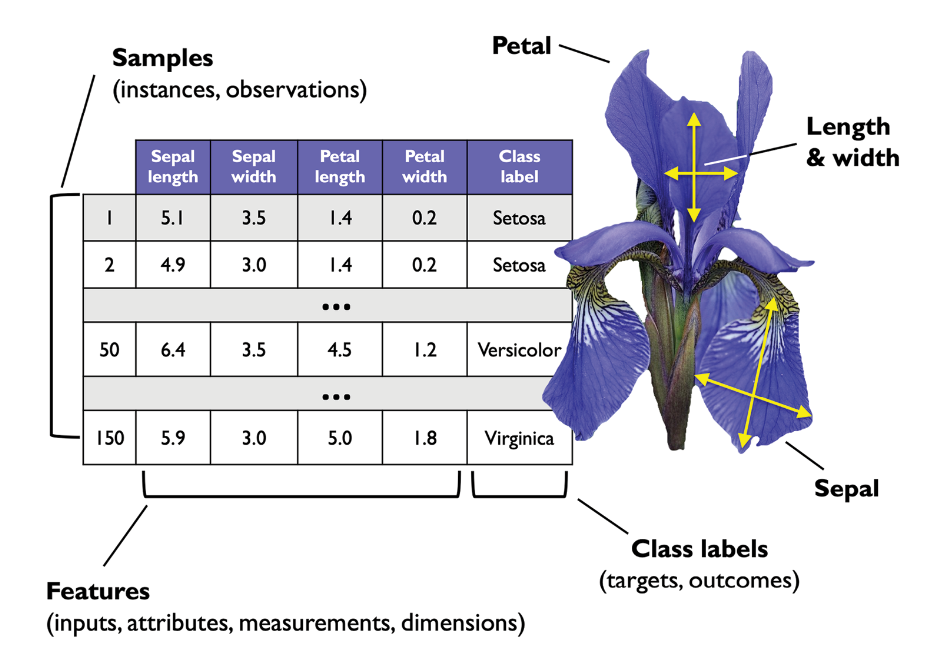 Samples
(instances, observations)
Petal
Length
& width
Sepal length Sepal width Petal length Petal width Class label
1 5.1 3.5 1.4 0.2 Setosa
2 4.9 3.0 1.4 0.2 Setosa
...
50 6.4 3.5 4.5 1.2 Versicolor
...
150 5.9 3.0 5.0 1.8 Virginica
Sepal
Class labels
(targets, outcomes)
Features
(inputs, attributes, measurements, dimensions)